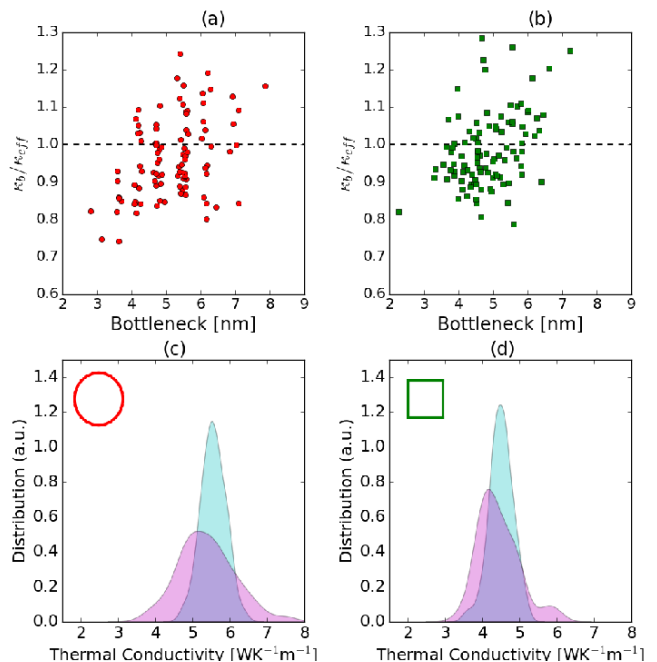 (a)
(b)
1.3
1.2
1.1
1.0
0.9
0.8
0.7
0.6
κb/κeff
2 3 4 5 6 7 8 9
Bottleneck [nm]
1.3
1.2
1.1
1.0
0.9
0.8
0.7
0.6
κb/κeff
2 3 4 5 6 7 8 9
Bottleneck [nm]
(c)
(d)
1.4
1.2
1.0
0.8
0.6
0.4
0.2
0.0
Distribution (a.u.)
2 3 4 5 6 7 8
Thermal Conductivity [WK⁻¹m⁻¹]
1.4
1.2
1.0
0.8
0.6
0.4
0.2
0.0
Distribution (a.u.)
2 3 4 5 6 7 8
Thermal Conductivity [WK⁻¹m⁻¹]